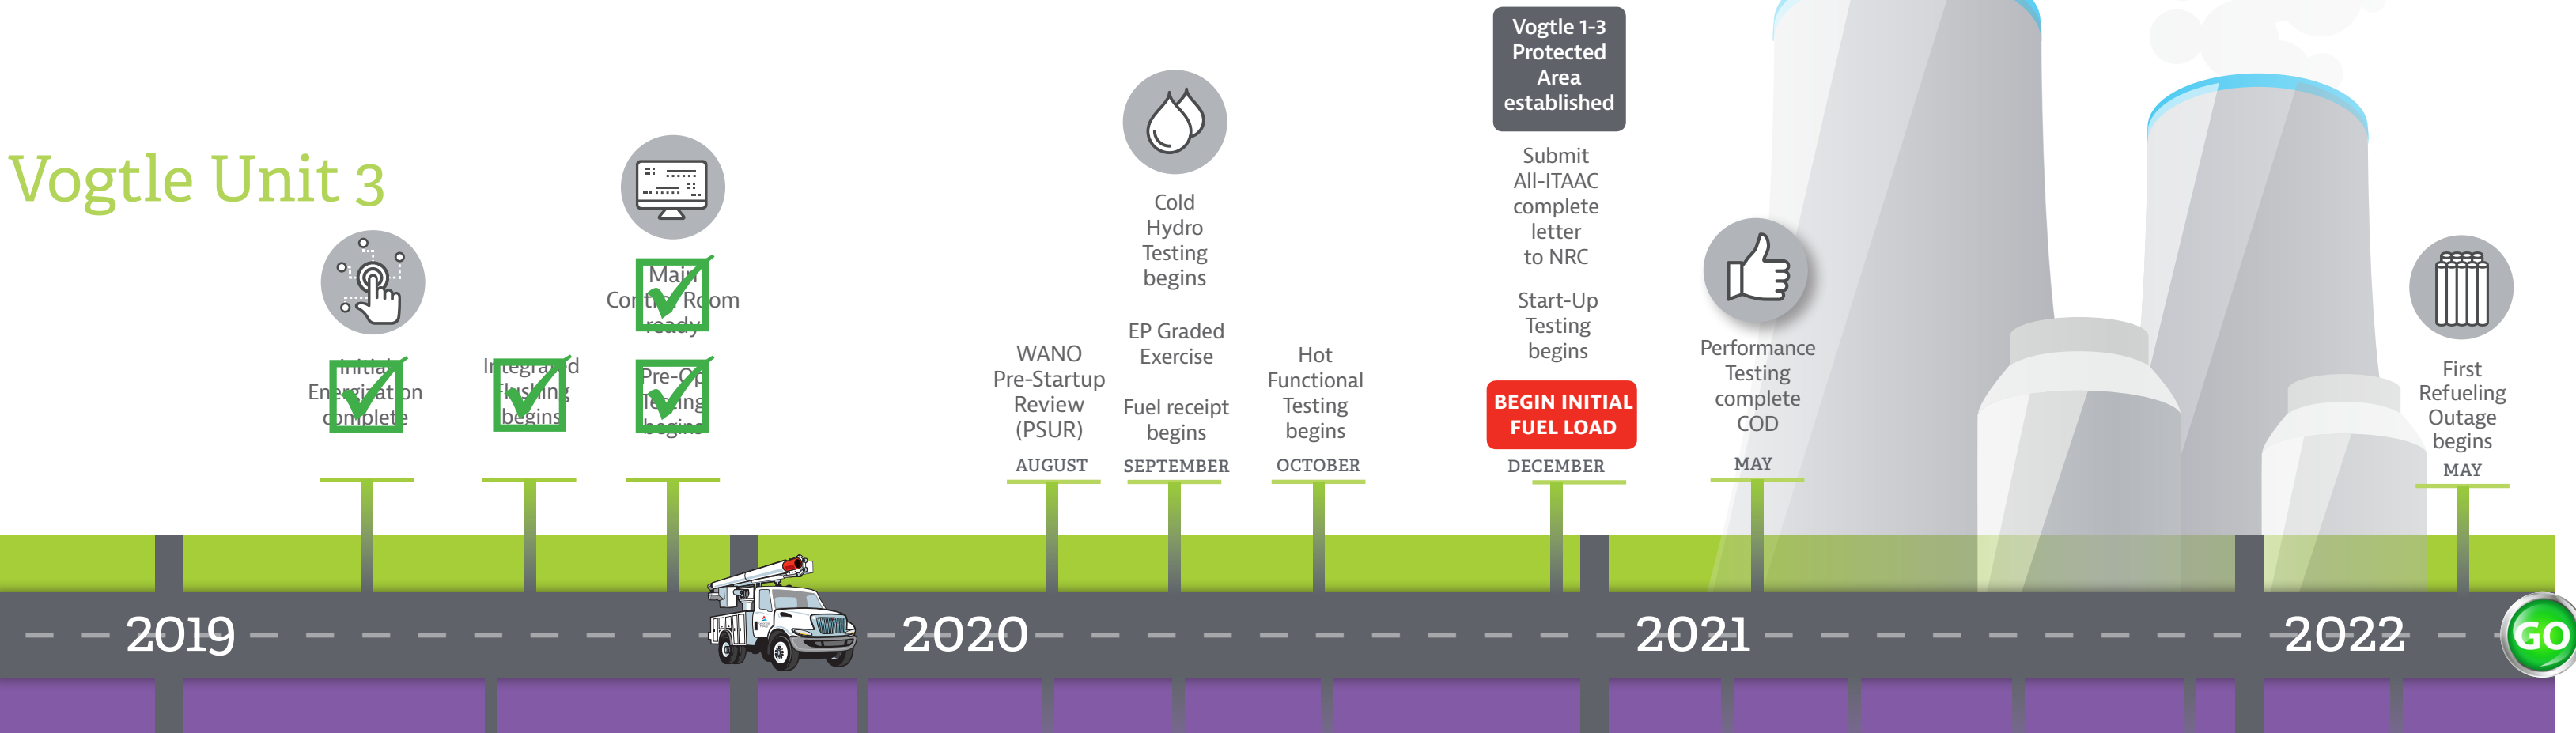 Vogtle Unit 3
Initial
Energization
complete
Integrated
Flushing
begins
Main
Control Room
ready
Pre-Op
Testing
begins
WANO
Pre-Startup
Review
(PSUR)
AUGUST
Cold
Hydro
Testing
begins
EP Graded
Exercise
Fuel receipt
begins
SEPTEMBER
Hot
Functional
Testing
begins
OCTOBER
Vogtle 1-3
Protected
Area
established
Submit
All-ITAAC
complete
letter
to NRC
Start-Up
Testing
begins
BEGIN INITIAL
FUEL LOAD
DECEMBER
Performance
Testing
complete
COD
MAY
First
Refueling
Outage
begins
MAY
2019
2020
2021
2022
GO